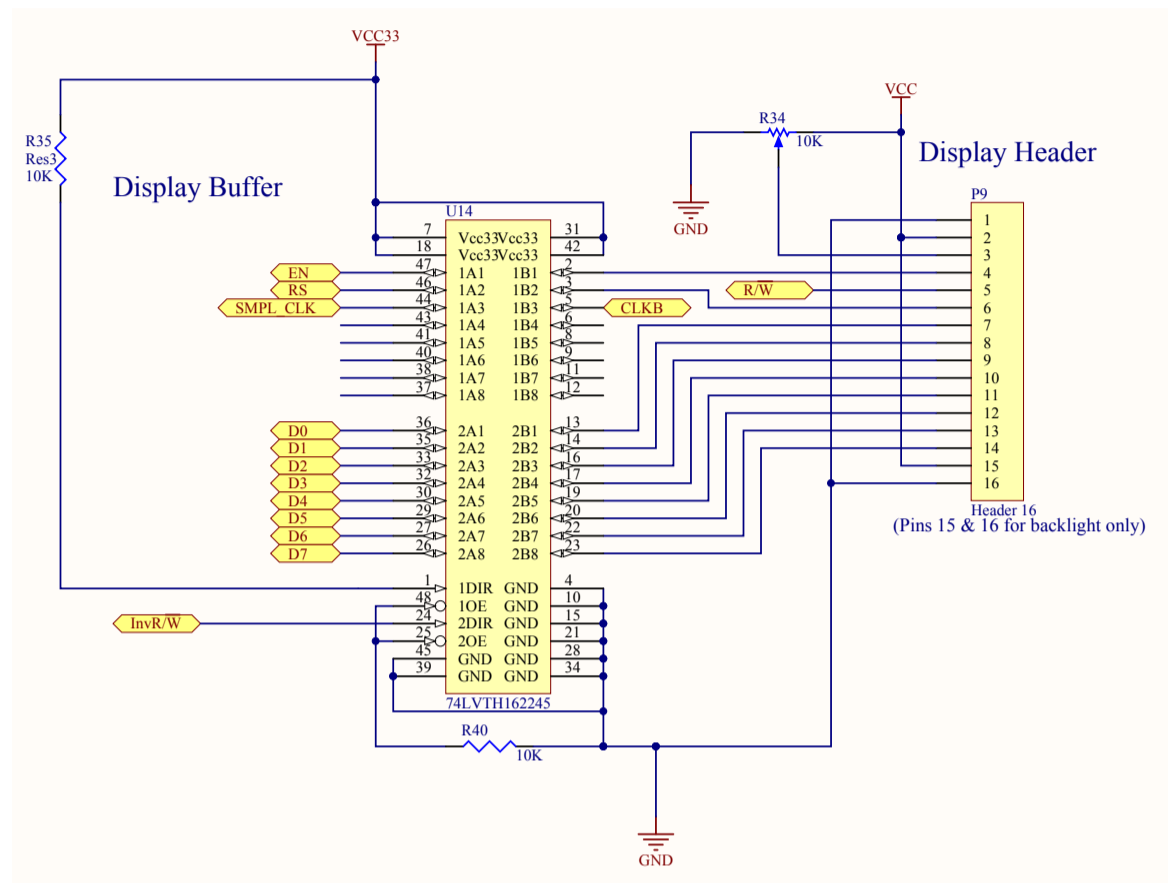 VCC33
VCC
R34
10K
R35
Res3
10K
Display Buffer
Display Header
GND
U14
P9
7 Vcc33 Vcc33 31
18 Vcc33 Vcc33 42
EN 47 1A1 1B1 2
RS 46 1A2 1B2 3
SMPL_CLK 44 1A3 1B3 5 CLKB
43 1A4 1B4 6
41 1A5 1B5 8
40 1A6 1B6 9
38 1A7 1B7 11
37 1A8 1B8 12
D0 36 2A1 2B1 13
D1 35 2A2 2B2 14
D2 33 2A3 2B3 16
D3 32 2A4 2B4 17
D4 30 2A5 2B5 19
D5 29 2A6 2B6 20
D6 27 2A7 2B7 22
D7 26 2A8 2B8 23
1 1DIR GND 4
48 1OE GND 10
InvR/W̅ 24 2DIR GND 15
25 2OE GND 21
45 GND GND 28
39 GND GND 34
74LVTH162245
R40
10K
GND
R/W̅
1
2
3
4
5
6
7
8
9
10
11
12
13
14
15
16
Header 16
(Pins 15 & 16 for backlight only)